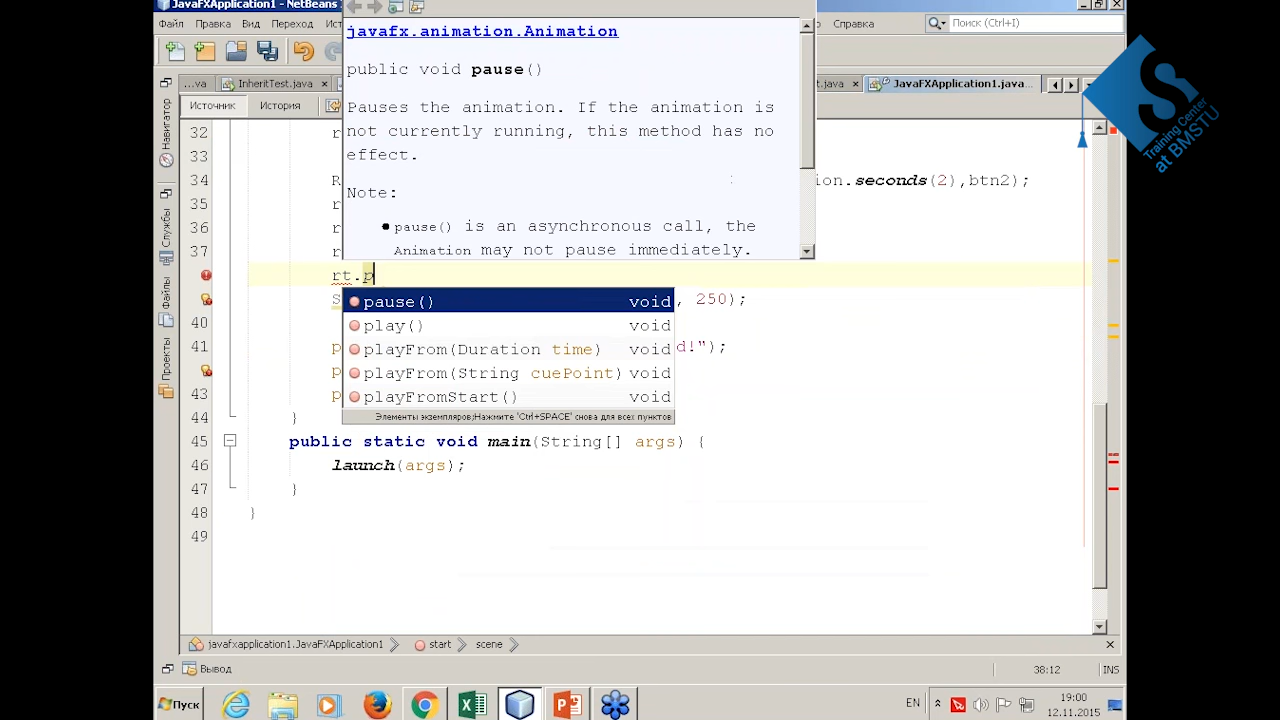 JavaFXApplication1 - NetBeans
Файл Правка Вид Переход Справка
Поиск (Ctrl+I)
...va InheritTest.java t.java JavaFXApplication1.java...
Источник История
Навигатор
Службы
Файлы
Проекты
javafx.animation.Animation
public void pause()
Pauses the animation. If the animation is
not currently running, this method has no
effect.
Note:
pause() is an asynchronous call, the
Animation may not pause immediately.
32 r
33
34 R ion.seconds(2),btn2);
35 r
36 r
37 r
rt.p
S , 250);
40
41 p d!");
p
43 p
44 }
45 public static void main(String[] args) {
46 launch(args);
47 }
48 }
49
pause() void
play() void
playFrom(Duration time) void
playFrom(String cuePoint) void
playFromStart() void
Элементы экземпляров;Нажмите 'Ctrl+SPACE' снова для всех пунктов
javafxapplication1.JavaFXApplication1 start scene
Вывод
38:12 INS
Пуск
EN
19:00
12.11.2015
Training Center
at BMSTU